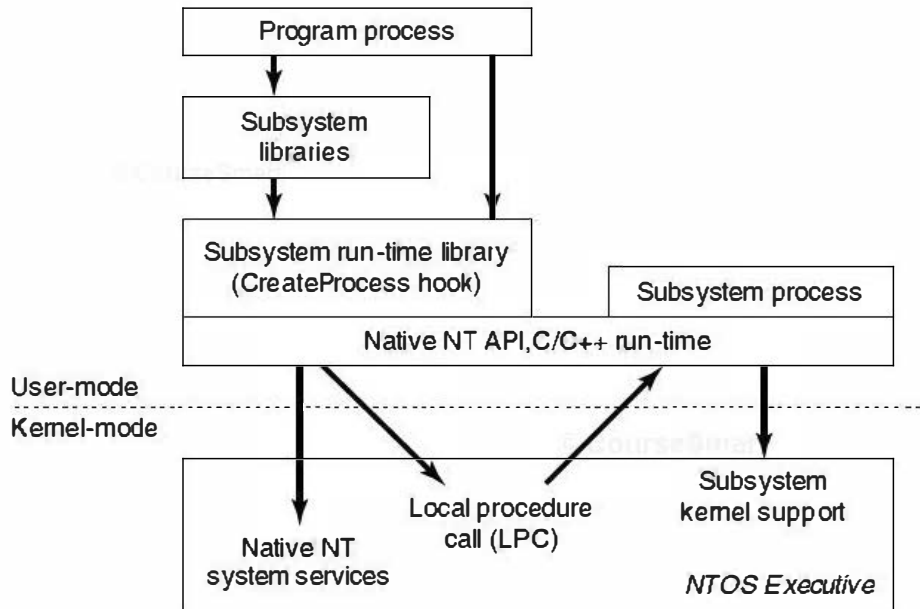 Program process
Subsystem
libraries
Subsystem run-time library
(CreateProcess hook)
Subsystem process
Native NT API,C/C++ run-time
User-mode
Kernel-mode
Subsystem
kernel support
Local procedure
call (LPC)
Native NT
system services
NTOS Executive